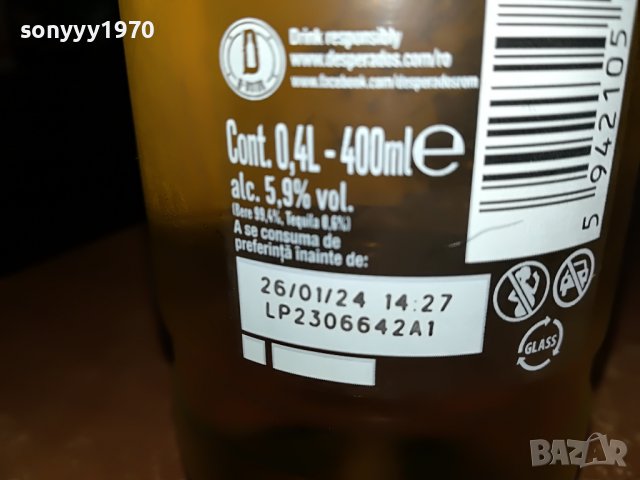 sonyyy1970
Drink responsibly
www.desperados.com/ro
www.facebook.com/desperadosrom
Cont. 0,4L - 400ml e
alc. 5,9% vol.
(Bere 99,4%, Tequila 0,6%)
A se consuma de
preferință înainte de:
26/01/24 14:27
LP2306642A1
5 942105
GLASS
BAZAR